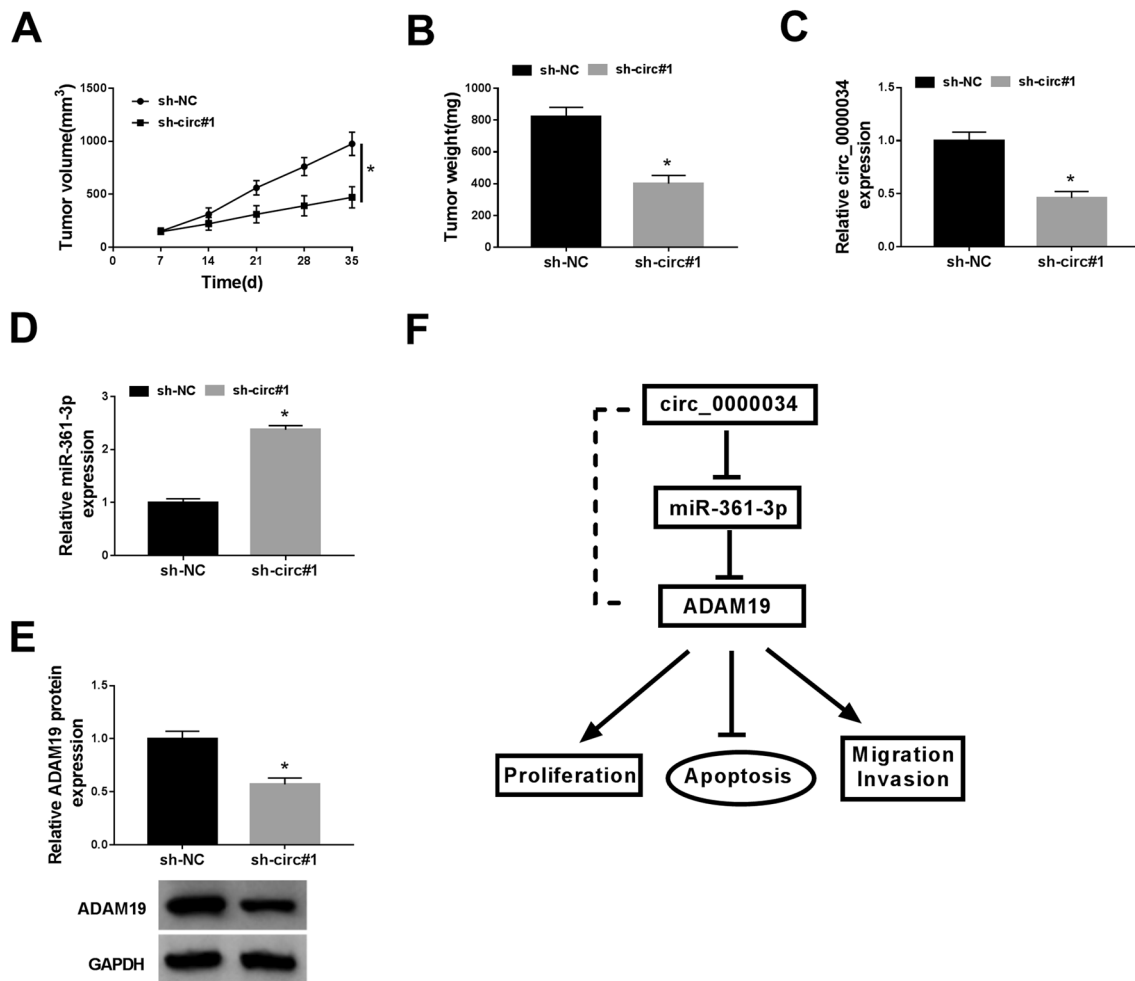 A
sh-NC
sh-circ#1
Tumor volume(mm³)
1500
1000
500
0
0 7 14 21 28 35
Time(d)
*
B
sh-NC sh-circ#1
Tumor weight(mg)
1000
800
600
400
200
0
*
sh-NC sh-circ#1
C
sh-NC sh-circ#1
Relative circ_0000034
expression
1.5
1.0
0.5
0.0
*
sh-NC sh-circ#1
D
sh-NC sh-circ#1
Relative miR-361-3p
expression
3
2
1
0
*
sh-NC sh-circ#1
E
Relative ADAM19 protein
expression
1.5
1.0
0.5
0.0
*
sh-NC sh-circ#1
ADAM19
GAPDH
F
circ_0000034
miR-361-3p
ADAM19
Proliferation
Apoptosis
Migration
Invasion